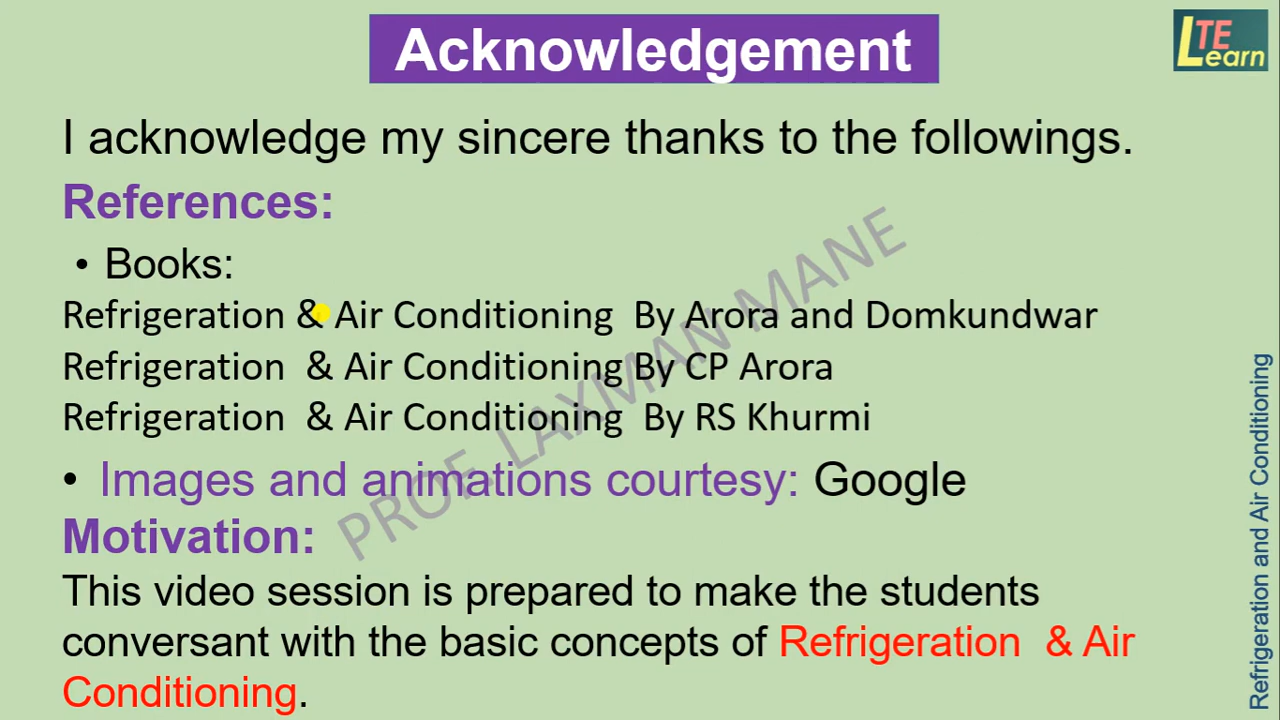 Acknowledgement
LTE Learn
I acknowledge my sincere thanks to the followings.
References:
• Books:
Refrigeration & Air Conditioning By Arora and Domkundwar
Refrigeration & Air Conditioning By CP Arora
Refrigeration & Air Conditioning By RS Khurmi
• Images and animations courtesy: Google
Motivation:
This video session is prepared to make the students
conversant with the basic concepts of Refrigeration & Air
Conditioning.
PROF. LAXMAN MANE
Refrigeration and Air Conditioning